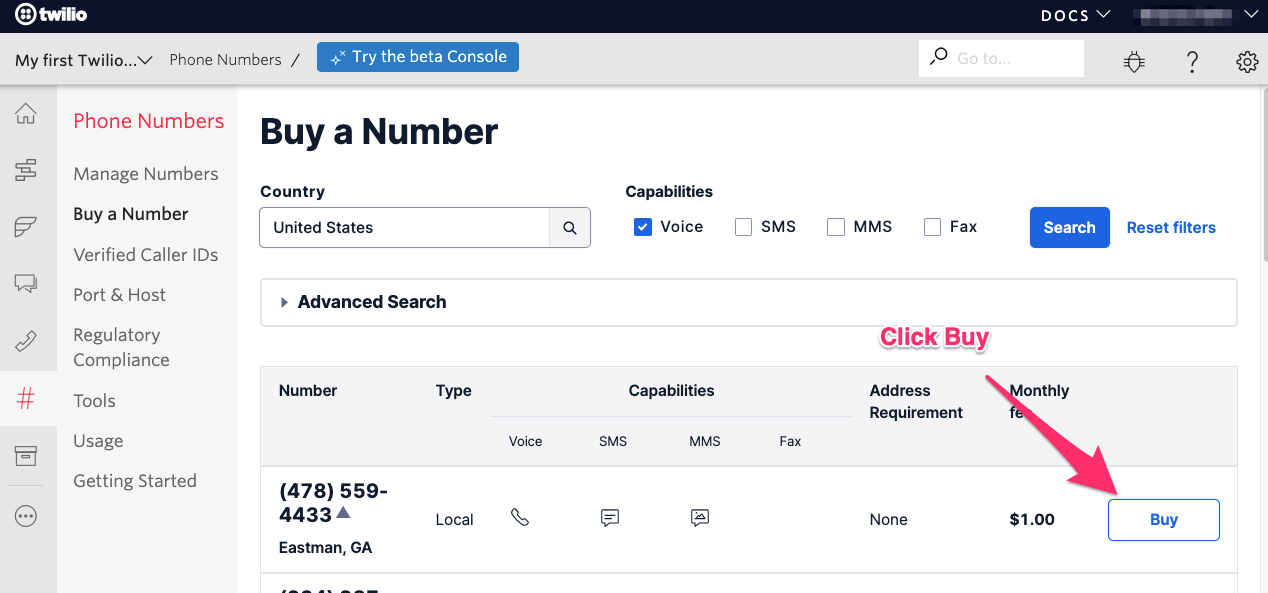 twilio
DOCS
My first Twilio...
Phone Numbers /
Try the beta Console
Go to...
Phone Numbers
Manage Numbers
Buy a Number
Verified Caller IDs
Port & Host
Regulatory
Compliance
Tools
Usage
Getting Started
Buy a Number
Country
United States
Capabilities
Voice
SMS
MMS
Fax
Search
Reset filters
Advanced Search
Click Buy
Number
Type
Capabilities
Address
Requirement
Monthly
Voice
SMS
MMS
Fax
(478) 559-
4433
Eastman, GA
Local
None
$1.00
Buy